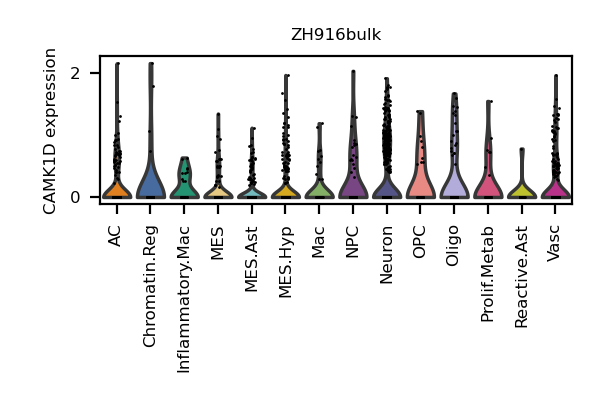 ZH916bulk
CAMK1D expression
2
0
AC
Chromatin.Reg
Inflammatory.Mac
MES
MES.Ast
MES.Hyp
Mac
NPC
Neuron
OPC
Oligo
Prolif.Metab
Reactive.Ast
Vasc